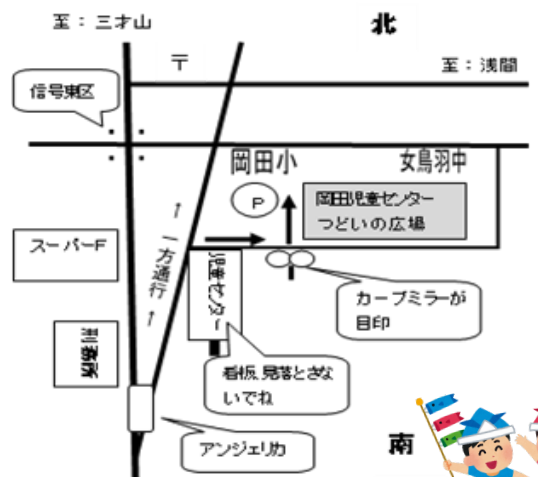 至：三才山
北
〒
至：浅間
信号東区
岡田小
女鳥羽中
P
岡田児童センター
つどいの広場
↑一方通行↑
スーパーF
児童センター
カーブミラーが
目印
刑務所
看板、見落とさな
いでね
アンジェリカ
南